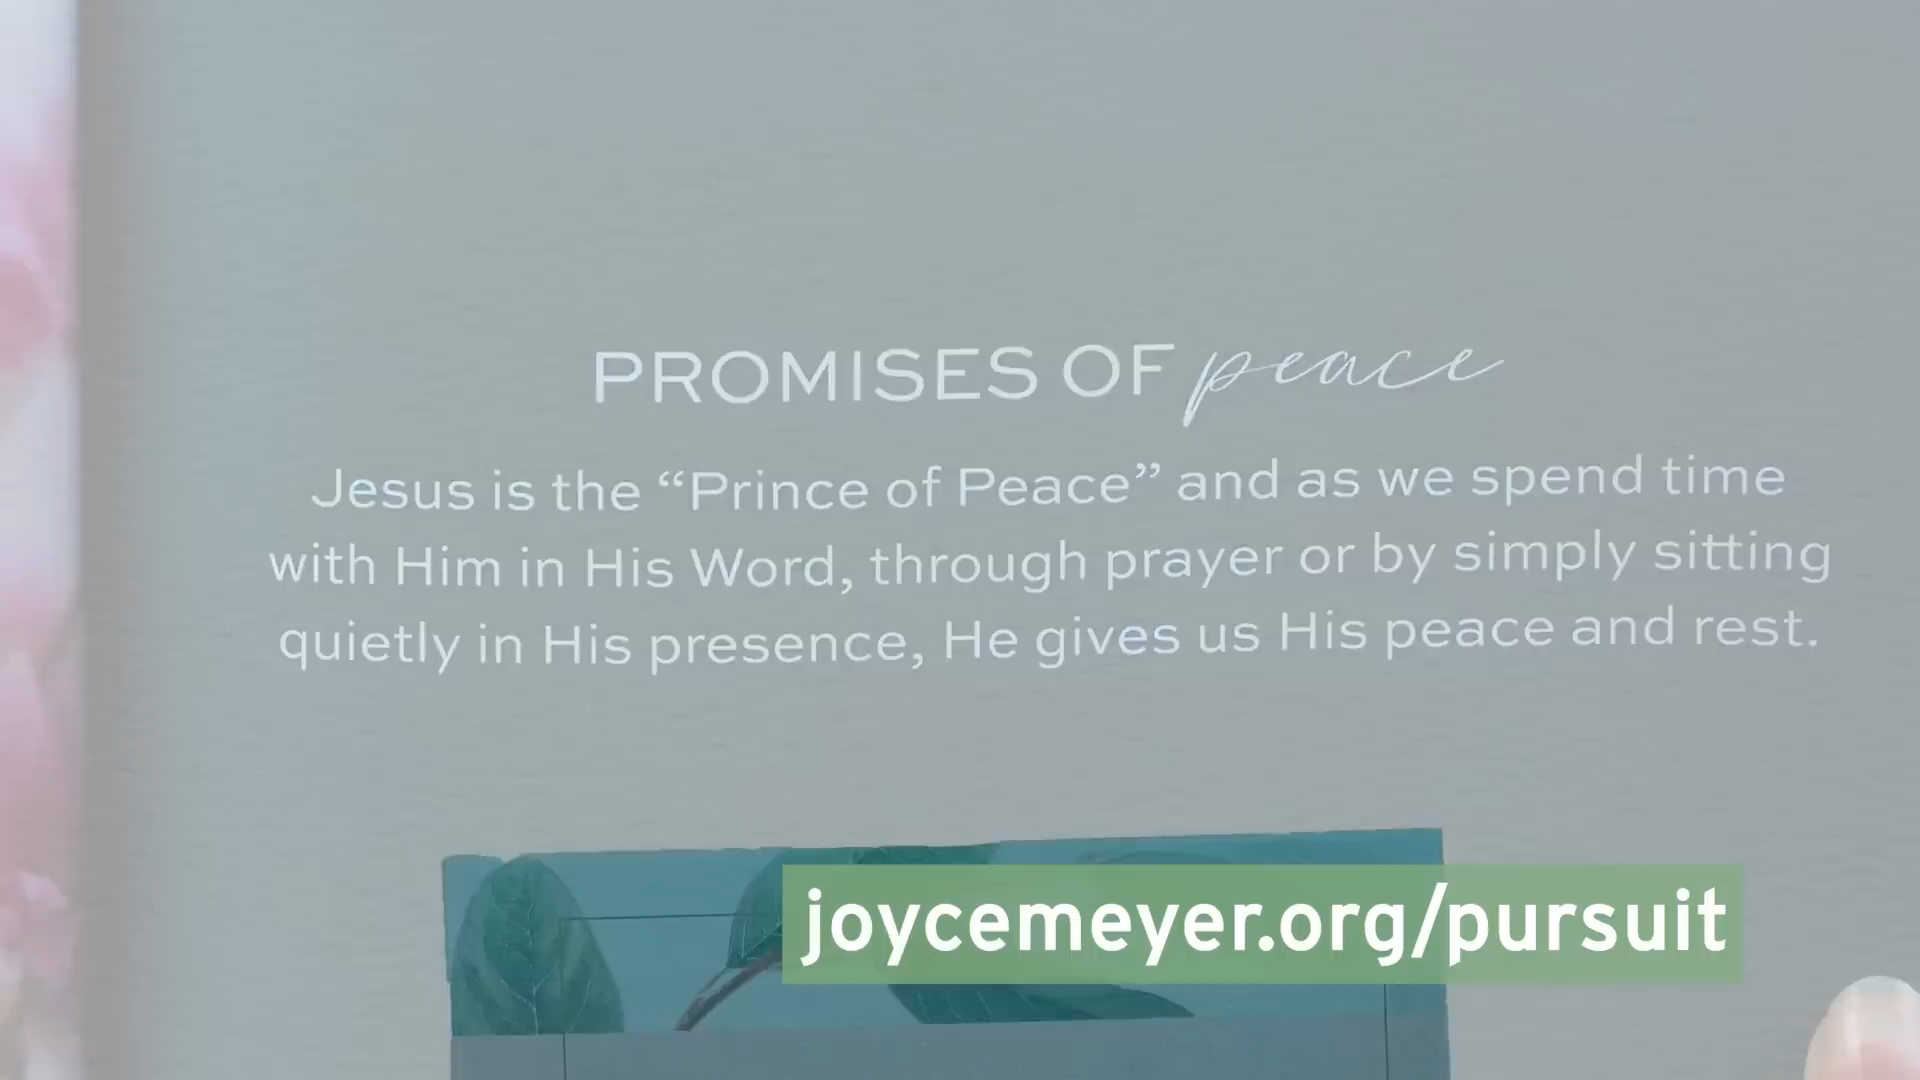 PROMISES OF peace
Jesus is the “Prince of Peace” and as we spend time
with Him in His Word, through prayer or by simply sitting
quietly in His presence, He gives us His peace and rest.
joycemeyer.org/pursuit